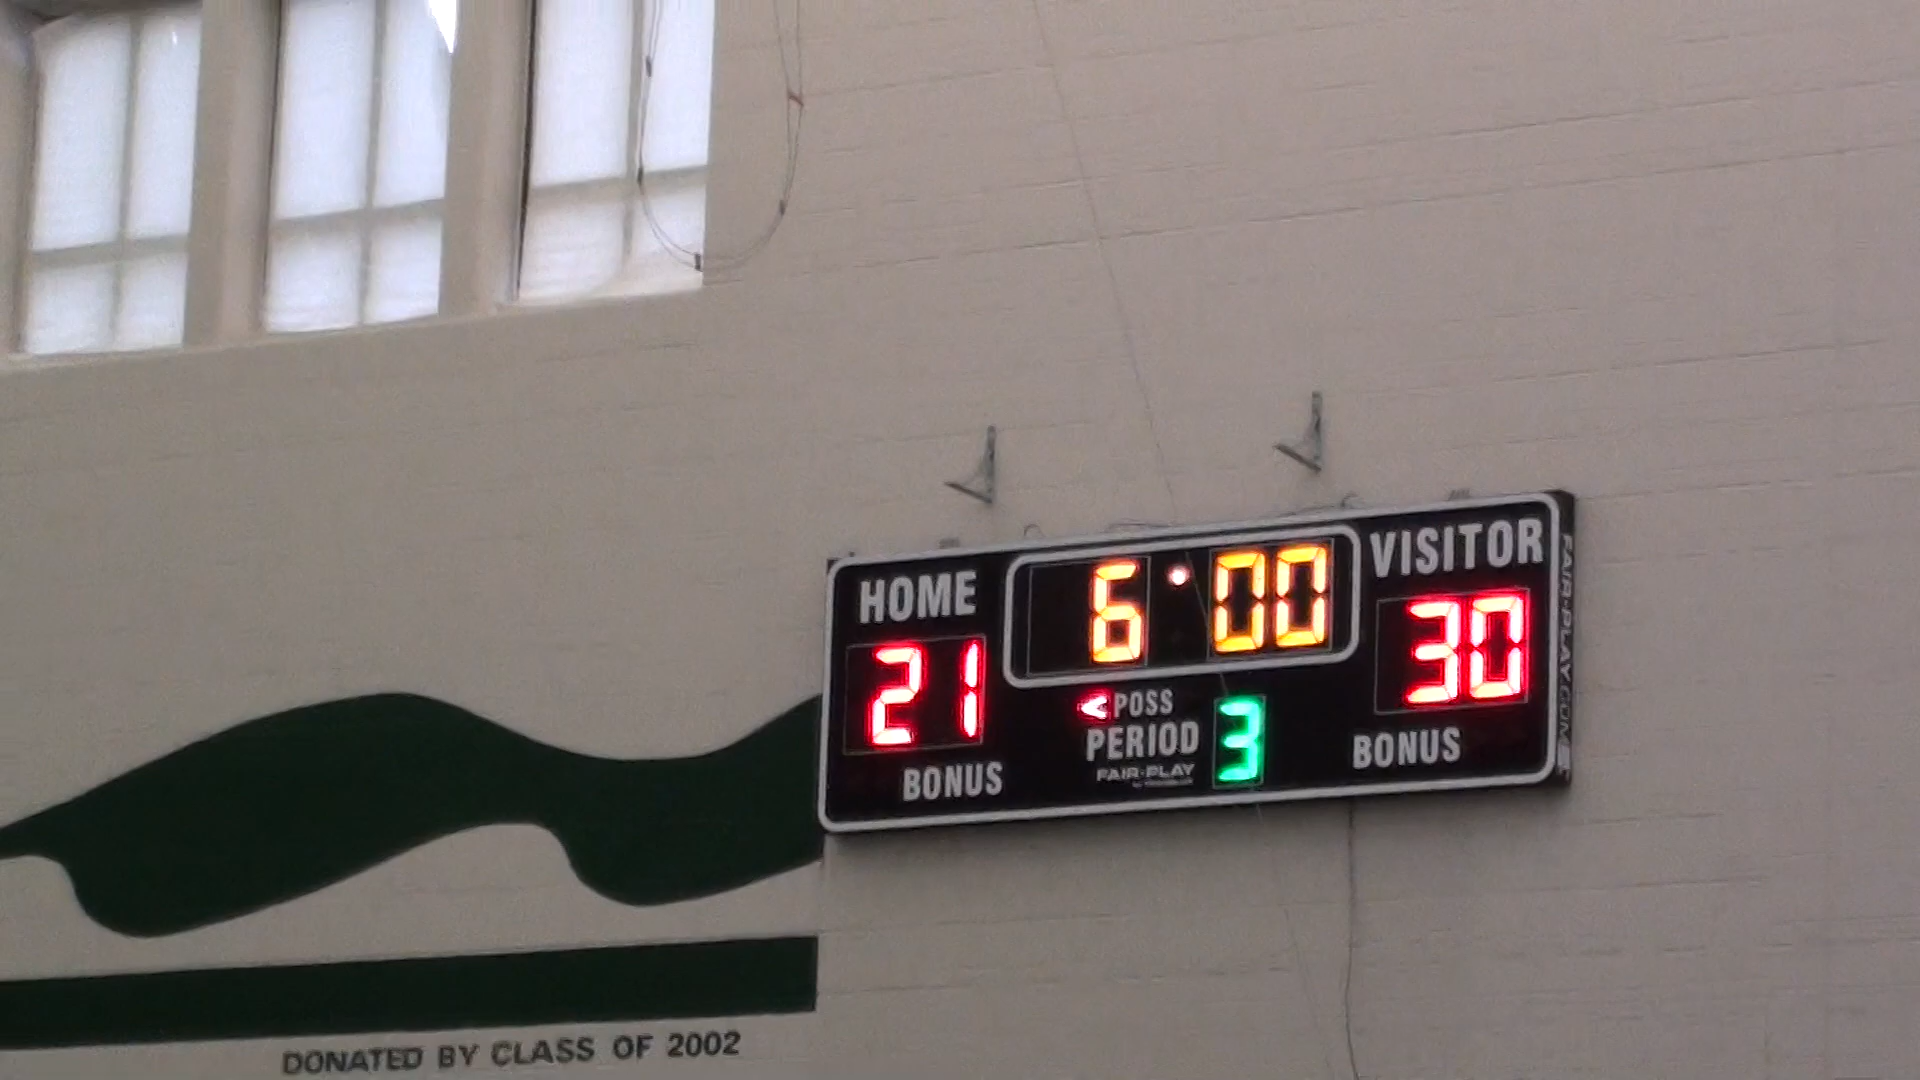 HOME
6:00
VISITOR
21
30
<POSS
PERIOD 3
FAIR-PLAY
BONUS
BONUS
FAIR-PLAY.COM
DONATED BY CLASS OF 2002